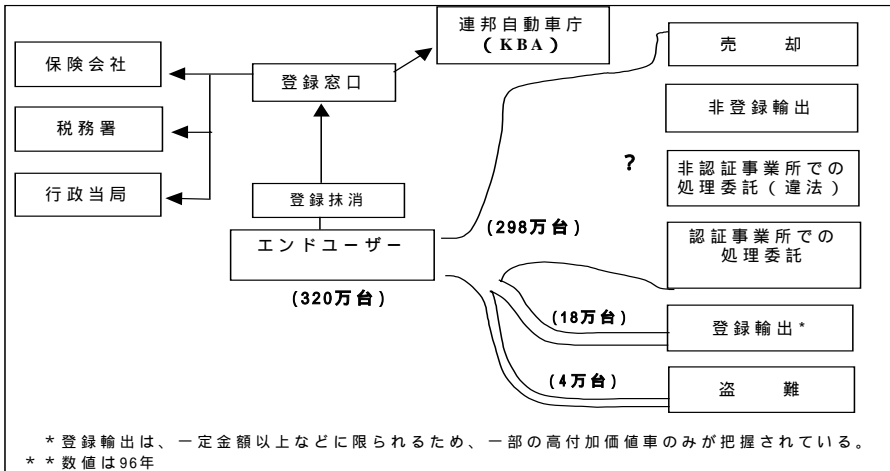 連邦自動車庁
(KBA)
保険会社
登録窓口
売 却
税務署
非登録輸出
行政当局
?
非認証事業所での
処理委託(違法)
登録抹消
エンドユーザー
(298万台)
認証事業所での
処理委託
(320万台)
(18万台)
登録輸出*
(4万台)
盗 難
*登録輸出は、一定金額以上などに限られるため、一部の高付加価値車のみが把握されている。
**数値は96年